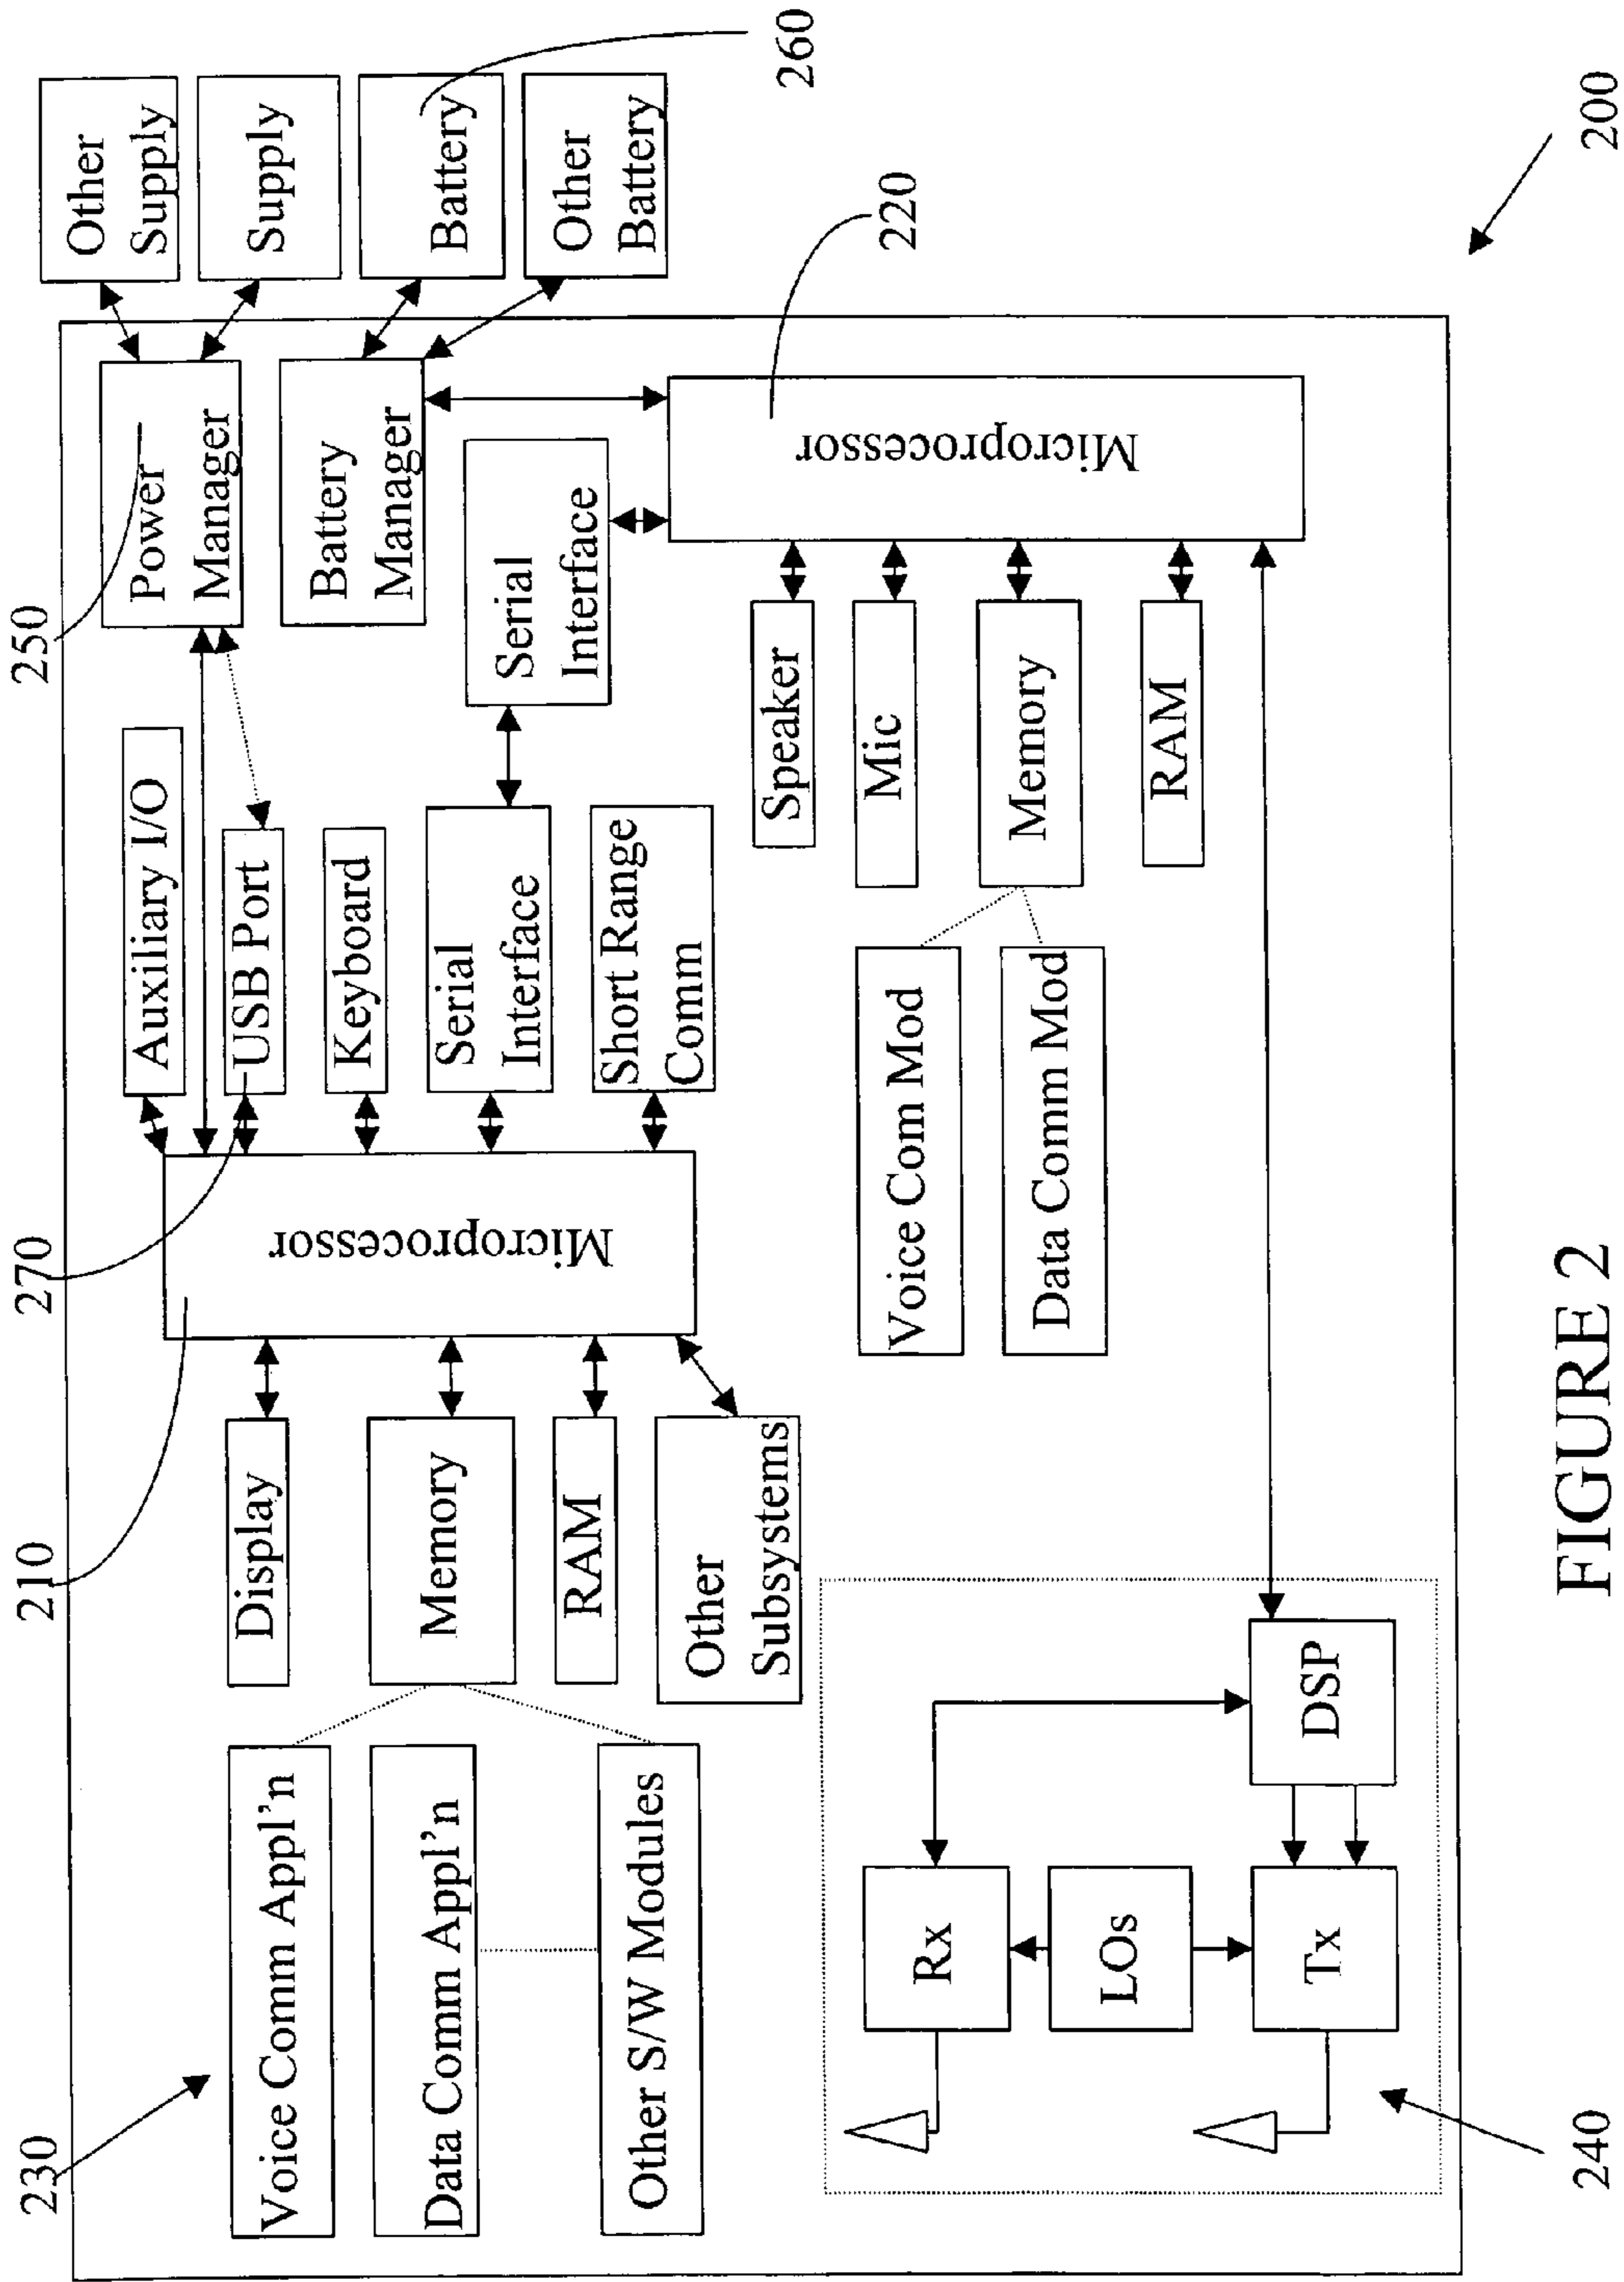 230
210
270
250
Voice Comm Appl'n
Data Comm Appl'n
Other S/W Modules
Display
Memory
RAM
Other
Subsystems
Microprocessor
Auxiliary I/O
USB Port
Keyboard
Serial
Interface
Short Range
Comm
Power
Manager
Battery
Manager
Serial
Interface
Other
Supply
Supply
Battery
Other
Battery
260
Microprocessor
220
Speaker
Mic
Memory
RAM
Voice Com Mod
Data Comm Mod
Rx
LOs
Tx
DSP
240
200
FIGURE 2